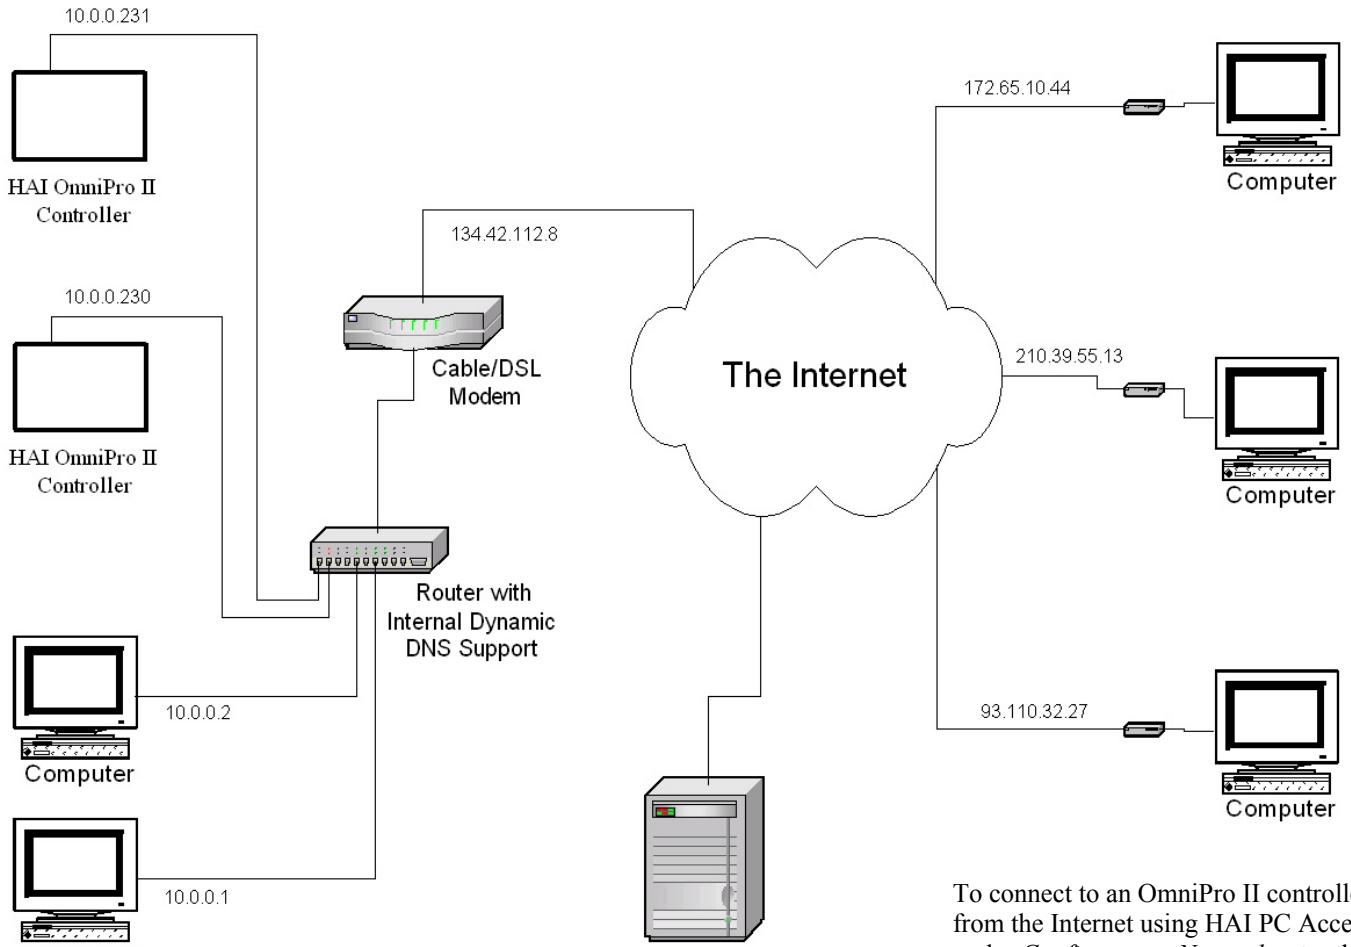 10.0.0.231
HAI OmniPro II
Controller
10.0.0.230
HAI OmniPro II
Controller
134.42.112.8
Cable/DSL
Modem
Router with
Internal Dynamic
DNS Support
10.0.0.2
Computer
10.0.0.1
The Internet
172.65.10.44
Computer
210.39.55.13
Computer
93.110.32.27
Computer
To connect to an OmniPro II controlle
from the Internet using HAI PC Acce